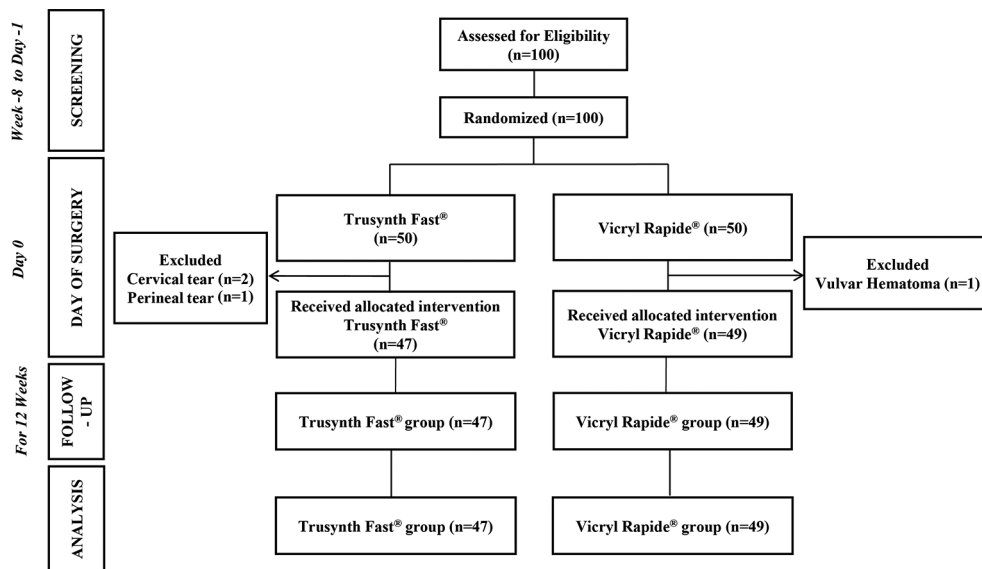 Week -8 to Day -1
SCREENING
Assessed for Eligibility
(n=100)
Randomized (n=100)
Day 0
DAY OF SURGERY
Trusynth Fast®
(n=50)
Vicryl Rapide® (n=50)
Excluded
Cervical tear (n=2)
Perineal tear (n=1)
Excluded
Vulvar Hematoma (n=1)
Received allocated intervention
Trusynth Fast®
(n=47)
Received allocated intervention
Vicryl Rapide® (n=49)
For 12 Weeks
FOLLOW
- UP
Trusynth Fast® group (n=47)
Vicryl Rapide® group (n=49)
ANALYSIS
Trusynth Fast® group (n=47)
Vicryl Rapide® group (n=49)